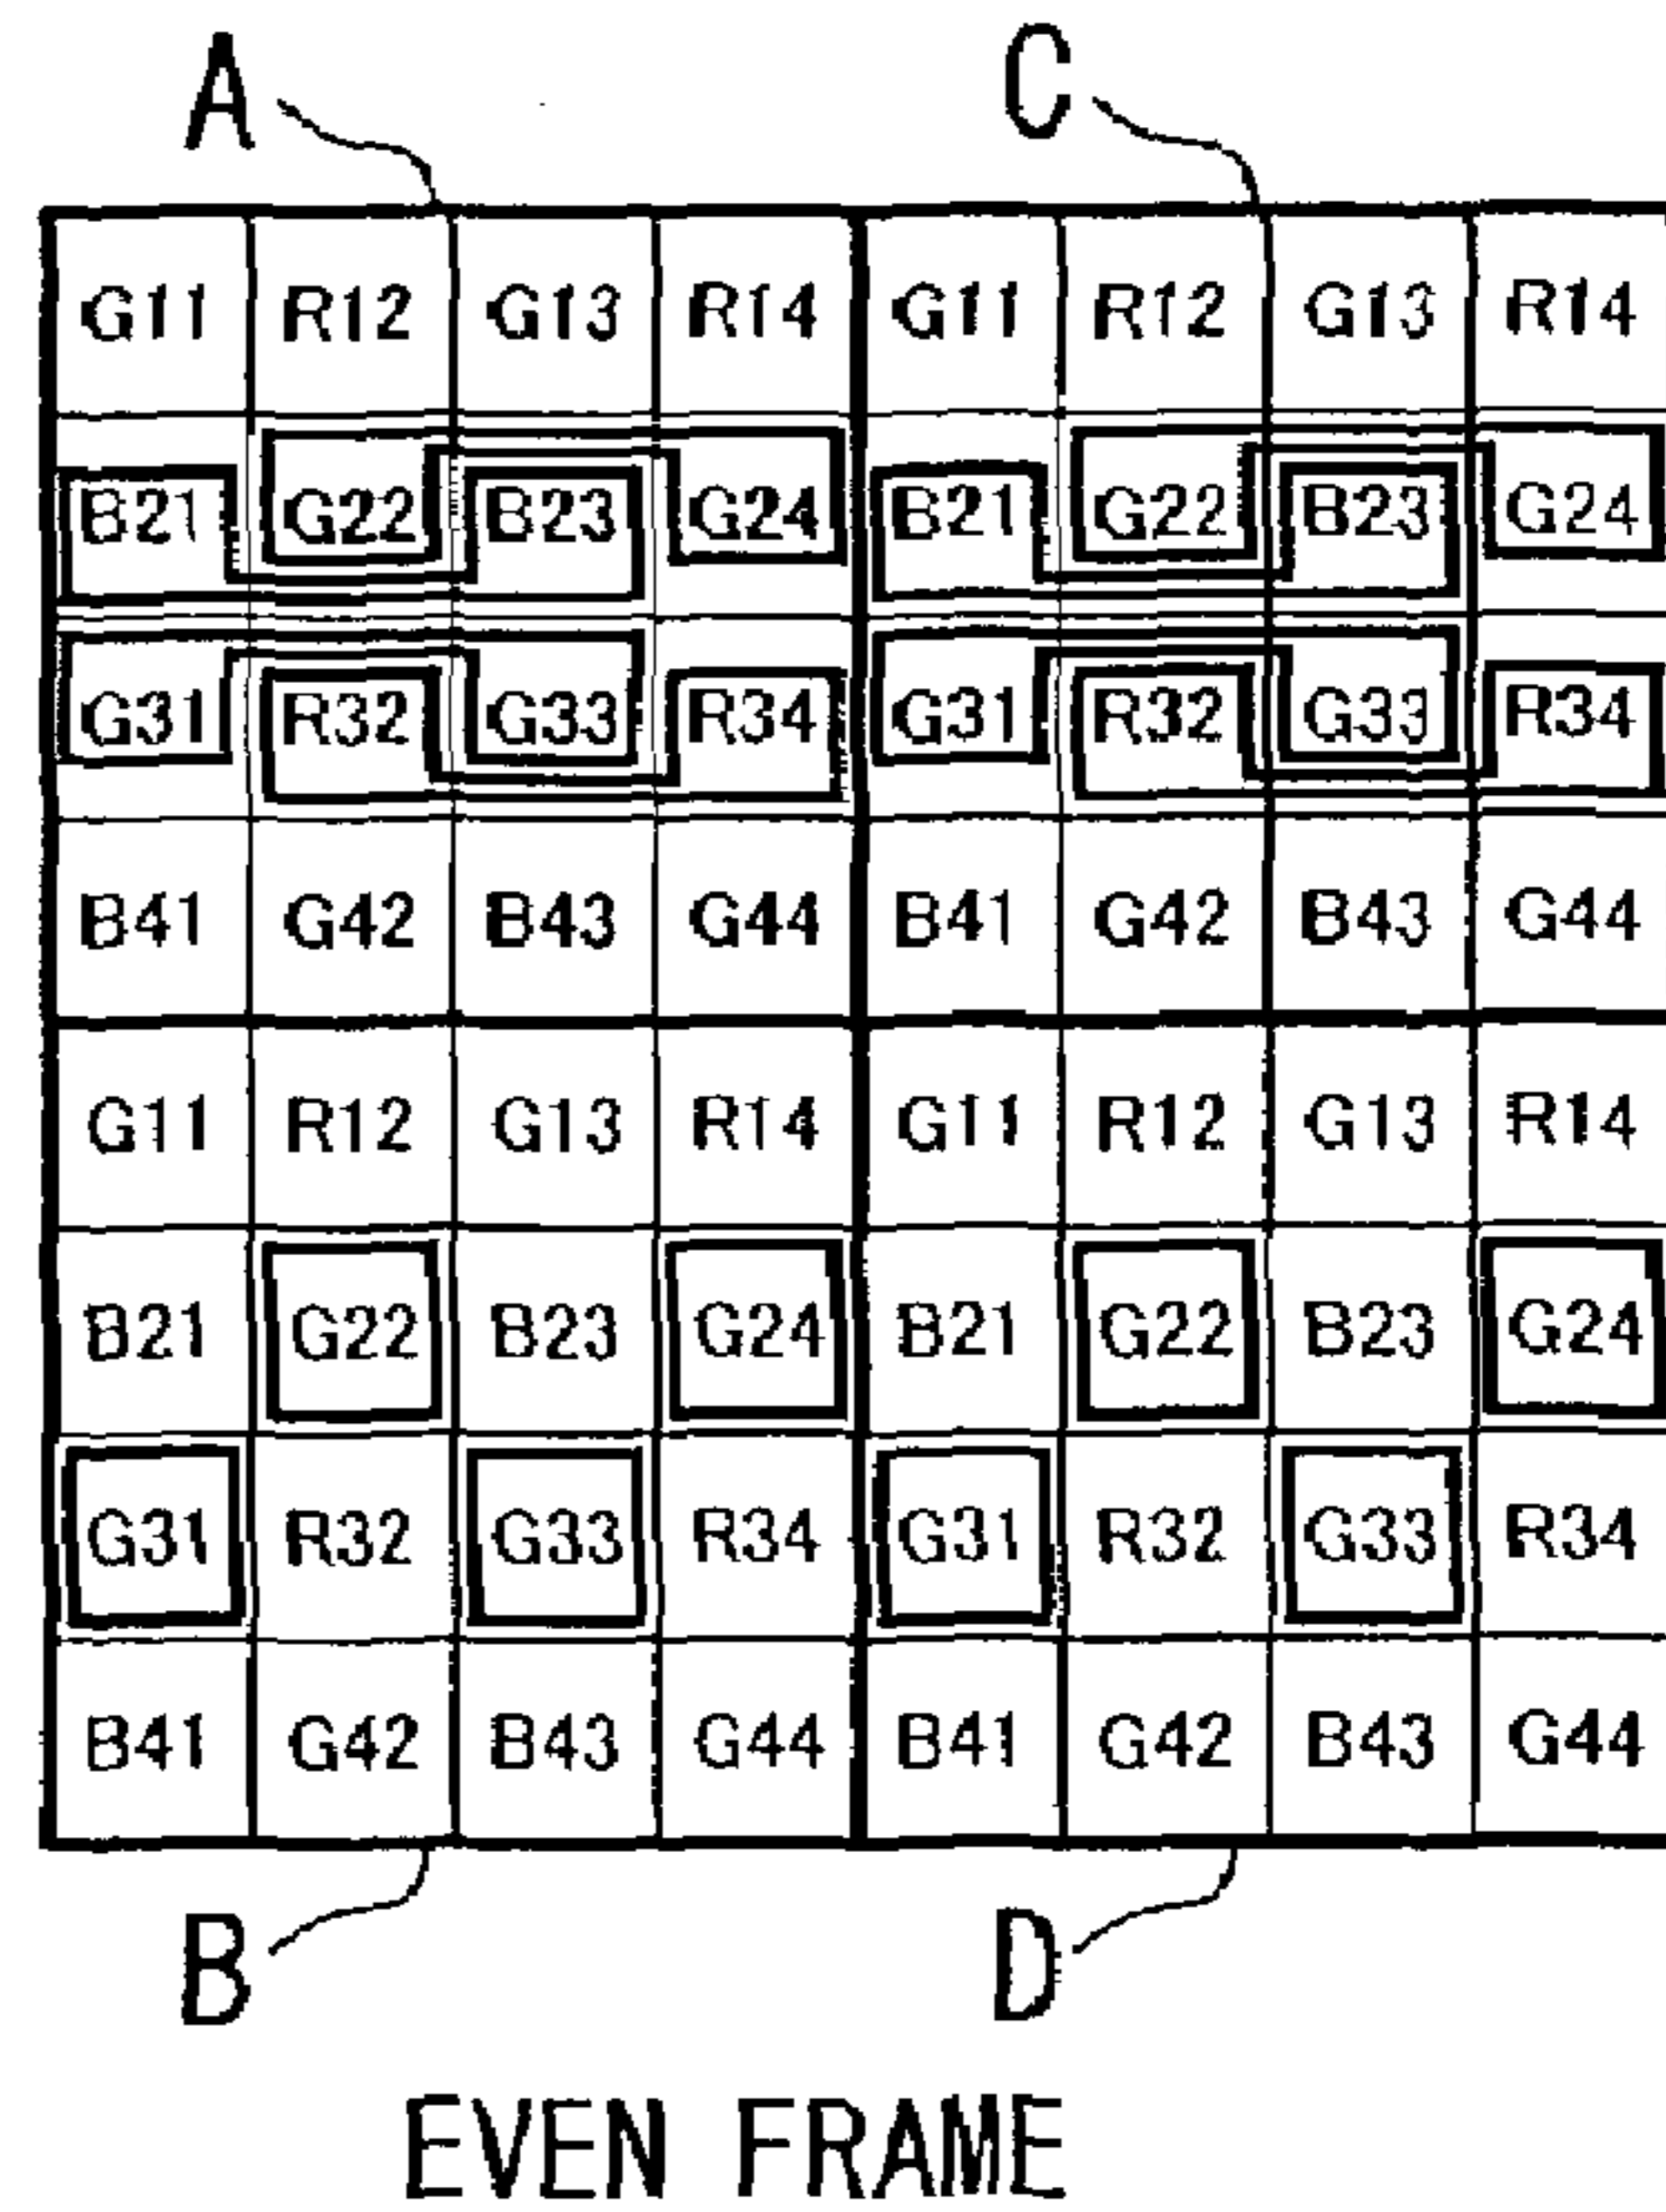 A C
G11 R12 G13 R14 G11 R12 G13 R14
B21 G22 B23 G24 B21 G22 B23 G24
G31 R32 G33 R34 G31 R32 G33 R34
B41 G42 B43 G44 B41 G42 B43 G44
G11 R12 G13 R14 G11 R12 G13 R14
B21 G22 B23 G24 B21 G22 B23 G24
G31 R32 G33 R34 G31 R32 G33 R34
B41 G42 B43 G44 B41 G42 B43 G44
B D
EVEN FRAME